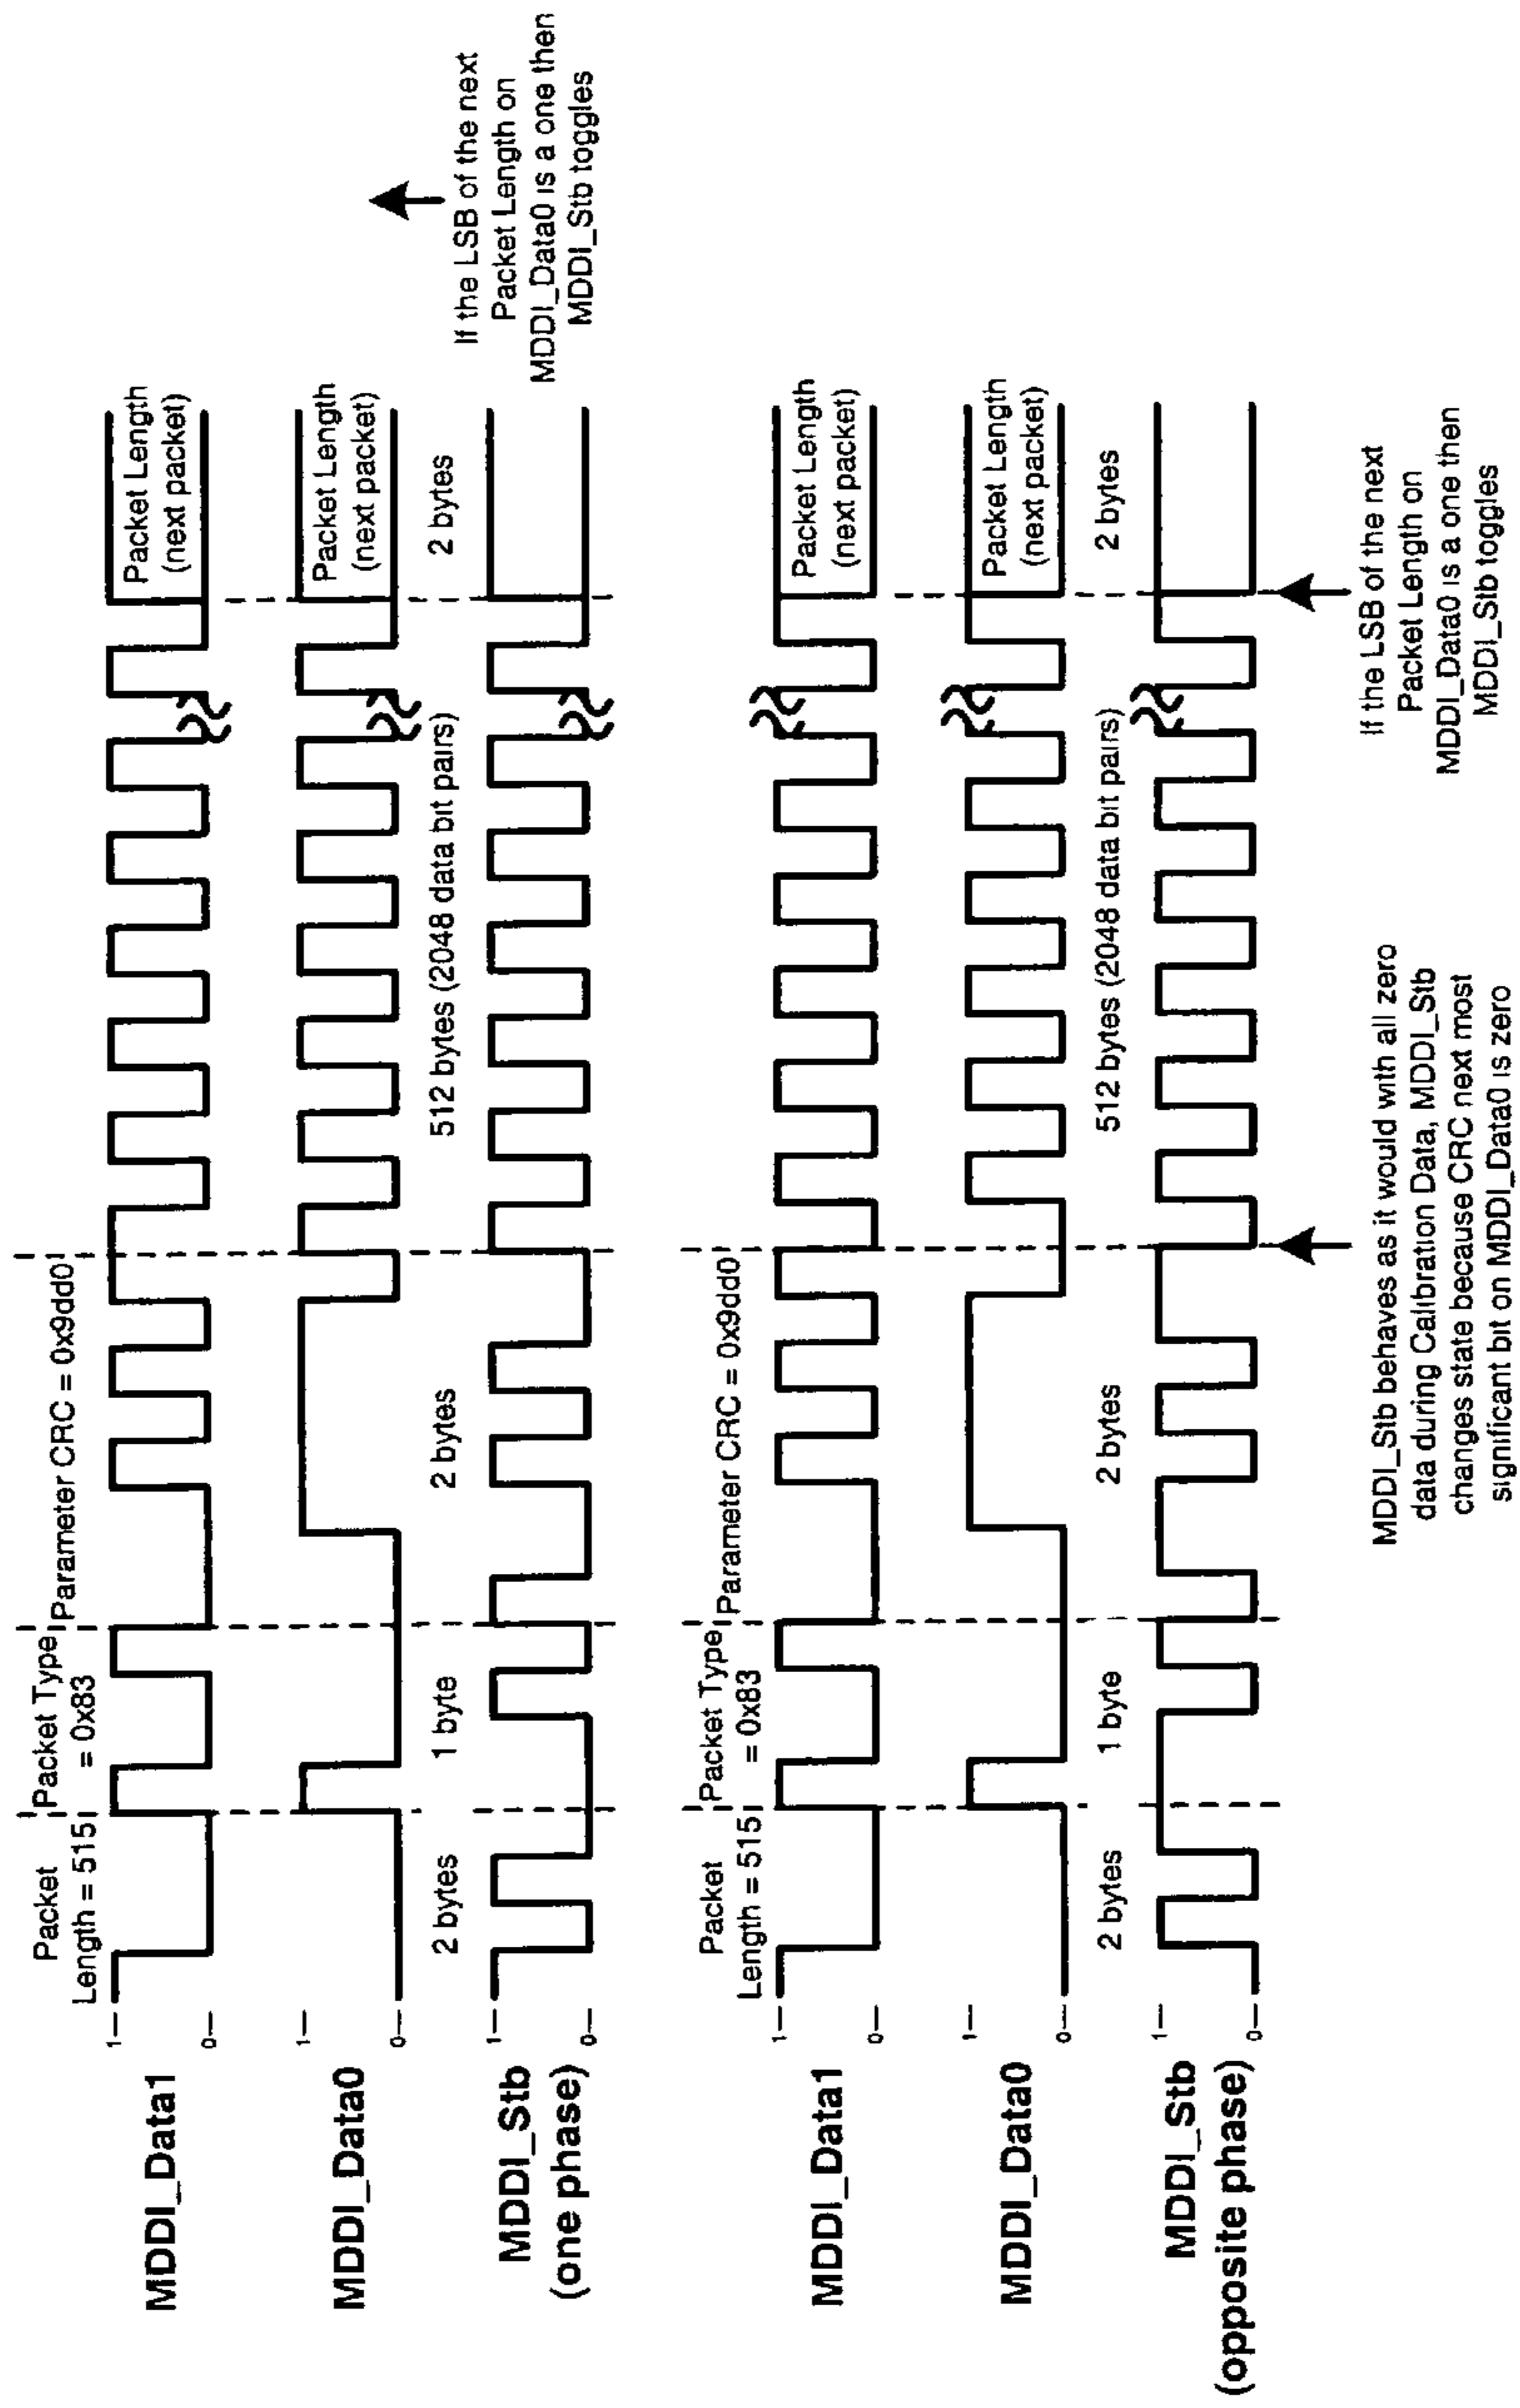 Packet
Length = 515
Packet Type
= 0x83
Parameter CRC = 0x9dd0
Packet Length
(next packet)
MDDI_Data1
1
0
Packet Length
(next packet)
MDDI_Data0
1
0
2 bytes
1 byte
2 bytes
512 bytes (2048 data bit pairs)
2 bytes
MDDI_Stb
(one phase)
1
0
If the LSB of the next
Packet Length on
MDDI_Data0 is a one then
MDDI_Stb toggles
Packet
Length = 515
Packet Type
= 0x83
Parameter CRC = 0x9dd0
Packet Length
(next packet)
MDDI_Data1
1
0
Packet Length
(next packet)
MDDI_Data0
1
0
2 bytes
1 byte
2 bytes
512 bytes (2048 data bit pairs)
2 bytes
MDDI_Stb
(opposite phase)
1
0
MDDI_Stb behaves as it would with all zero
data during Calibration Data, MDDI_Stb
changes state because CRC next most
significant bit on MDDI_Data0 is zero
If the LSB of the next
Packet Length on
MDDI_Data0 is a one then
MDDI_Stb toggles